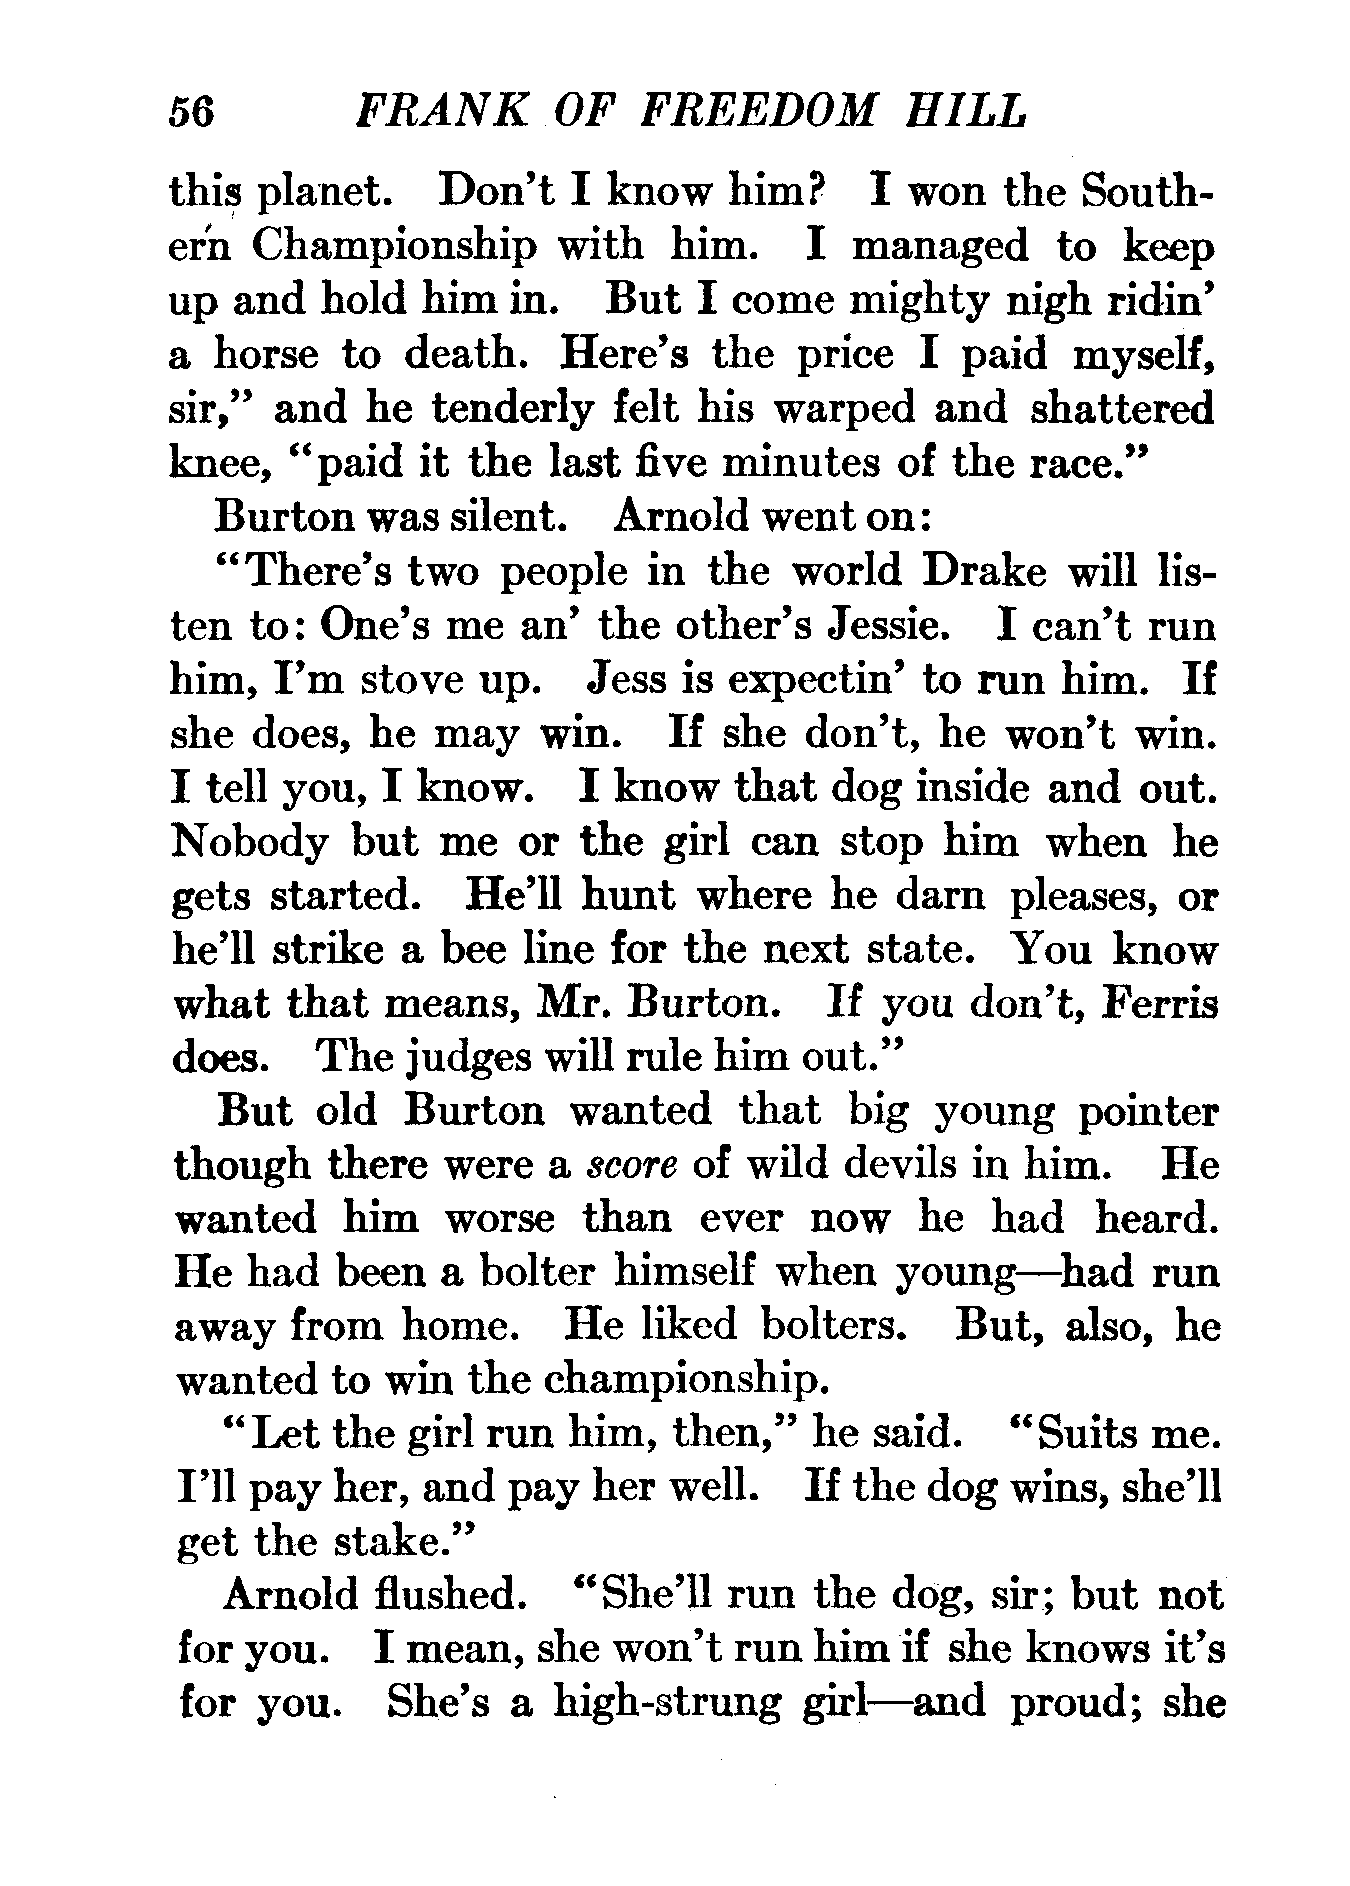 56 FRANK OF FREEDOM HILL
this planet. Don't I know him? I won the South-
ern Championship with him. I managed to keep
up and hold him in. But I come mighty nigh ridin'
a horse to death. Here's the price I paid myself,
sir," and he tenderly felt his warped and shattered
knee, "paid it the last five minutes of the race."
Burton was silent. Arnold went on:
"There's two people in the world Drake will lis-
ten to: One's me an' the other's Jessie. I can't run
him, I'm stove up. Jess is expectin' to run him. If
she does, he may win. If she don't, he won't win.
I tell you, I know. I know that dog inside and out.
Nobody but me or the girl can stop him when he
gets started. He'll hunt where he darn pleases, or
he'll strike a bee line for the next state. You know
what that means, Mr. Burton. If you don't, Ferris
does. The judges will rule him out."
But old Burton wanted that big young pointer
though there were a score of wild devils in him. He
wanted him worse than ever now he had heard.
He had been a bolter himself when young—had run
away from home. He liked bolters. But, also, he
wanted to win the championship.
"Let the girl run him, then," he said. "Suits me.
I'll pay her, and pay her well. If the dog wins, she'll
get the stake."
Arnold flushed. "She'll run the dog, sir; but not
for you. I mean, she won't run him if she knows it's
for you. She's a high-strung girl—and proud; she